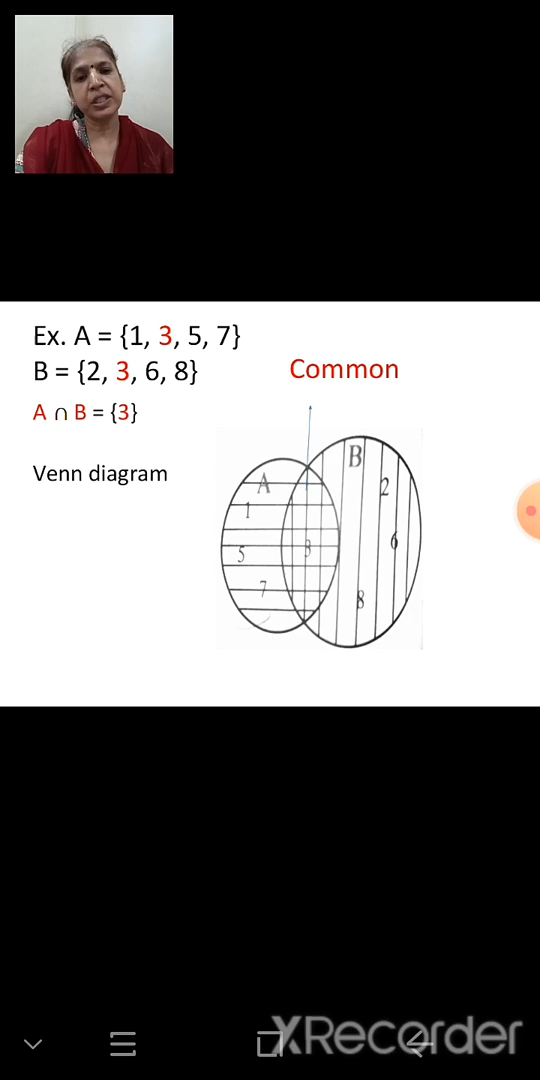 Ex. A = {1, 3, 5, 7}
B = {2, 3, 6, 8}
Common
A ∩ B = {3}
Venn diagram
A
B
1
2
5
3
6
7
8
XRecorder